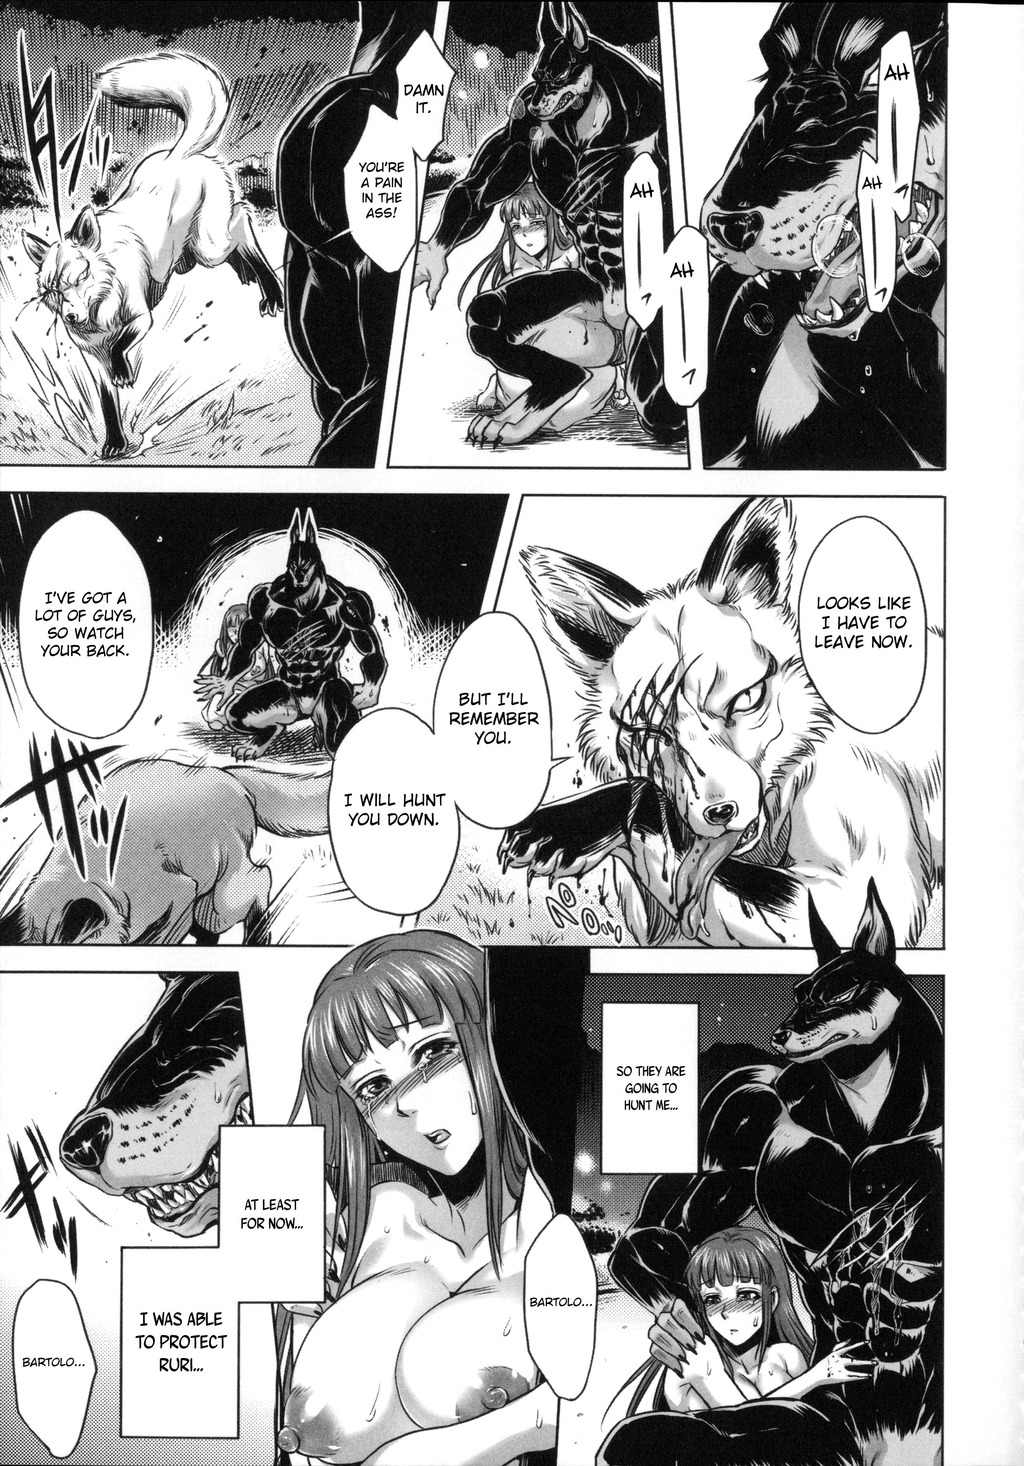 AH
AH
AH
AH
DAMN
IT.
YOU'RE
A PAIN
IN THE
ASS!
LOOKS LIKE
I HAVE TO
LEAVE NOW.
BUT I'LL
REMEMBER
YOU.
I WILL HUNT
YOU DOWN.
I'VE GOT A
LOT OF GUYS,
SO WATCH
YOUR BACK.
SO THEY ARE
GOING TO
HUNT ME...
BARTOLO...
AT LEAST
FOR NOW...
I WAS ABLE
TO PROTECT
RURI...
BARTOLO...